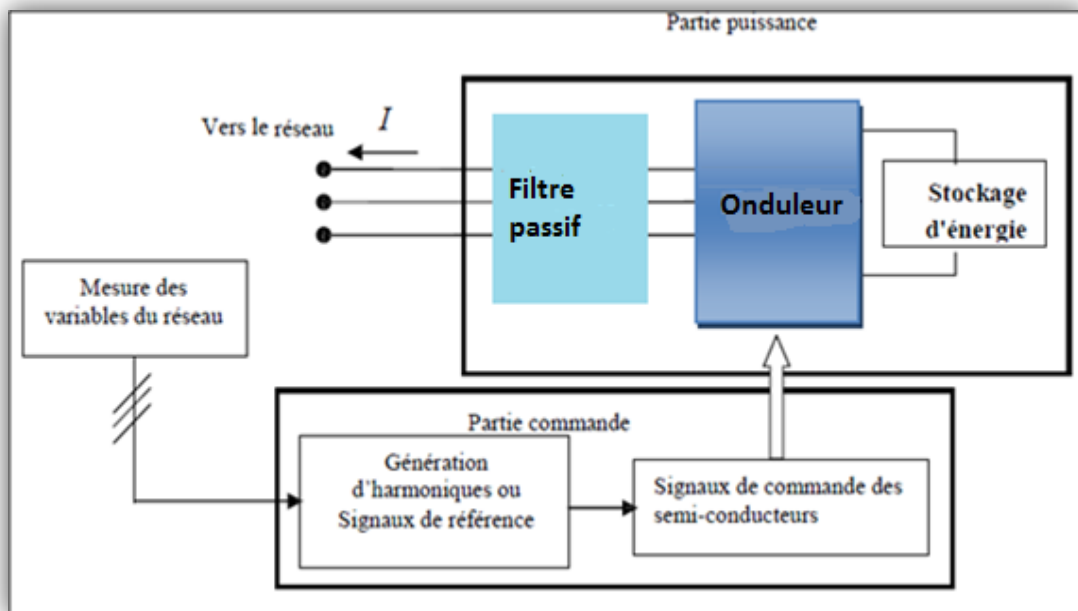 Partie puissance
Vers le réseau
I
Filtre
passif
Onduleur
Stockage
d'énergie
Mesure des
variables du réseau
Partie commande
Génération
d'harmoniques ou
Signaux de référence
Signaux de commande des
semi-conducteurs